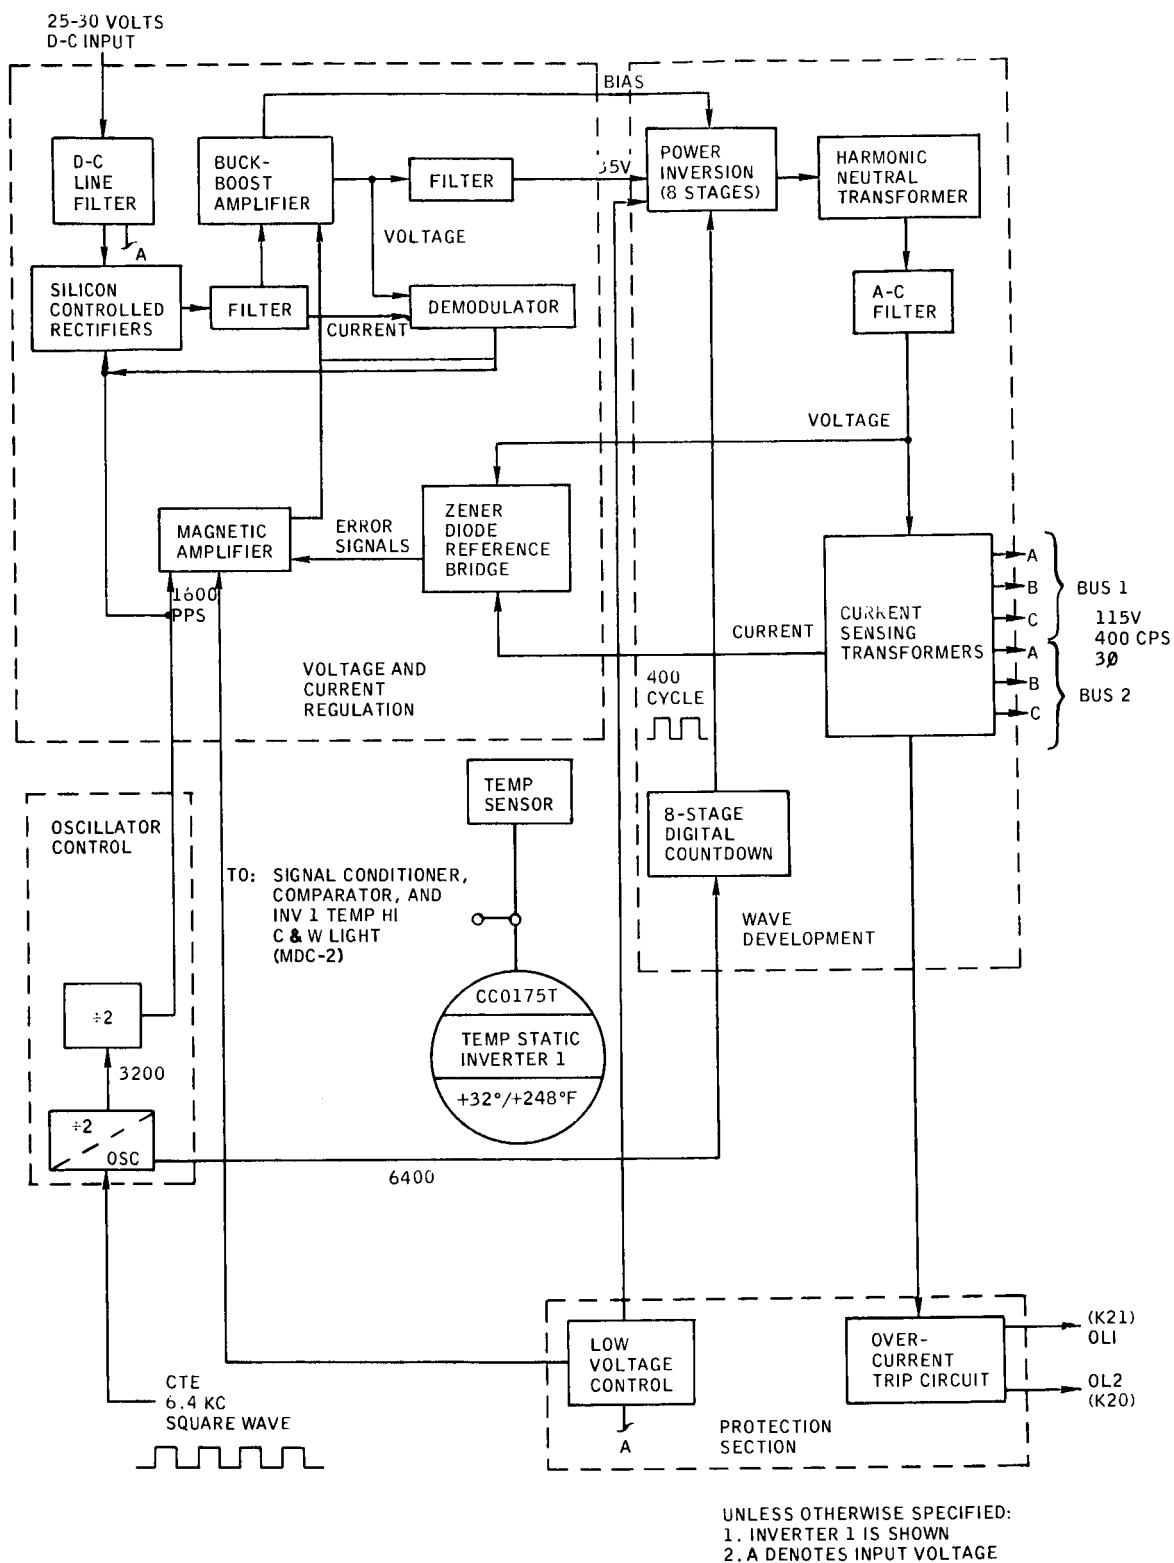 25-30 VOLTS
D-C INPUT
BIAS
D-C
LINE
FILTER
A
BUCK-
BOOST
AMPLIFIER
FILTER
35V
POWER
INVERSION
(8 STAGES)
HARMONIC
NEUTRAL
TRANSFORMER
VOLTAGE
SILICON
CONTROLLED
RECTIFIERS
FILTER
CURRENT
DEMODULATOR
A-C
FILTER
VOLTAGE
MAGNETIC
AMPLIFIER
ERROR
SIGNALS
ZENER
DIODE
REFERENCE
BRIDGE
1600
PPS
CURRENT
CURRENT
SENSING
TRANSFORMERS
A
B
C
A
B
C
BUS 1
115V
400 CPS
3Ø
BUS 2
VOLTAGE AND
CURRENT
REGULATION
400
CYCLE
OSCILLATOR
CONTROL
TEMP
SENSOR
8-STAGE
DIGITAL
COUNTDOWN
TO: SIGNAL CONDITIONER,
COMPARATOR, AND
INV 1 TEMP HI
C & W LIGHT
(MDC-2)
WAVE
DEVELOPMENT
÷2
3200
÷2
OSC
CC0175T
TEMP STATIC
INVERTER 1
+32°/+248°F
6400
CTE
6.4 KC
SQUARE WAVE
LOW
VOLTAGE
CONTROL
A
OVER-
CURRENT
TRIP CIRCUIT
(K21)
OL1
OL2
(K20)
PROTECTION
SECTION
UNLESS OTHERWISE SPECIFIED:
1. INVERTER 1 IS SHOWN
2. A DENOTES INPUT VOLTAGE